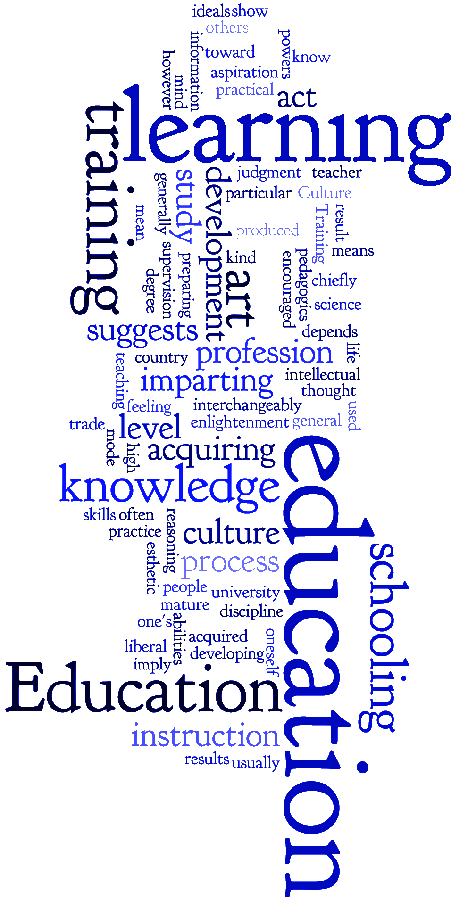 ideals show
others
information
toward
powers
know
however
mind
aspiration
practical
act
learning
training
study
generally
mean
supervision
degree
preparing
development
judgment teacher
particular Culture
produced
Training
result
means
kind
art
encouraged
pedagogics
chiefly
science
suggests
depends
life
teaching
country
profession
imparting
intellectual
thought
feeling
interchangeably
used
trade
mode
level
enlightenment general
high
acquiring
knowledge
education
skills often
practice
reasoning
culture
esthetic
process
schooling
people
university
mature
discipline
one's
abilities
acquired
oneself
liberal
developing
imply
Education
instruction
results usually